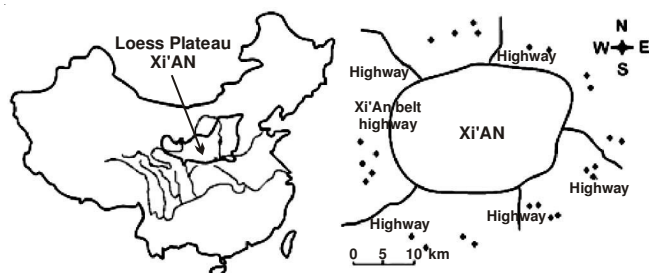 Loess Plateau
Xi'AN
N
W E
S
Highway
Highway
Xi'An belt
highway
Xi'AN
Highway
Highway
Highway
0 5 10 km